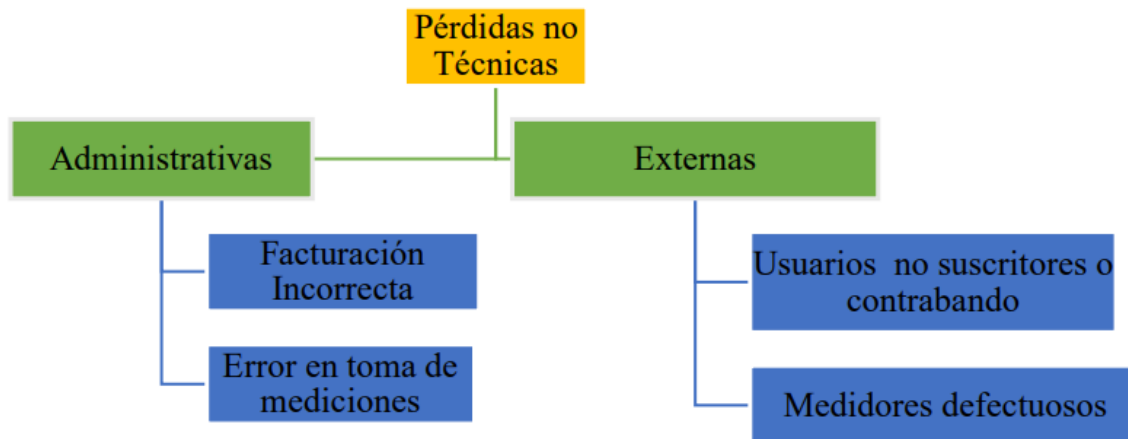 Pérdidas no
Técnicas
Administrativas
Externas
Facturación
Incorrecta
Error en toma de
mediciones
Usuarios no suscritores o
contrabando
Medidores defectuosos